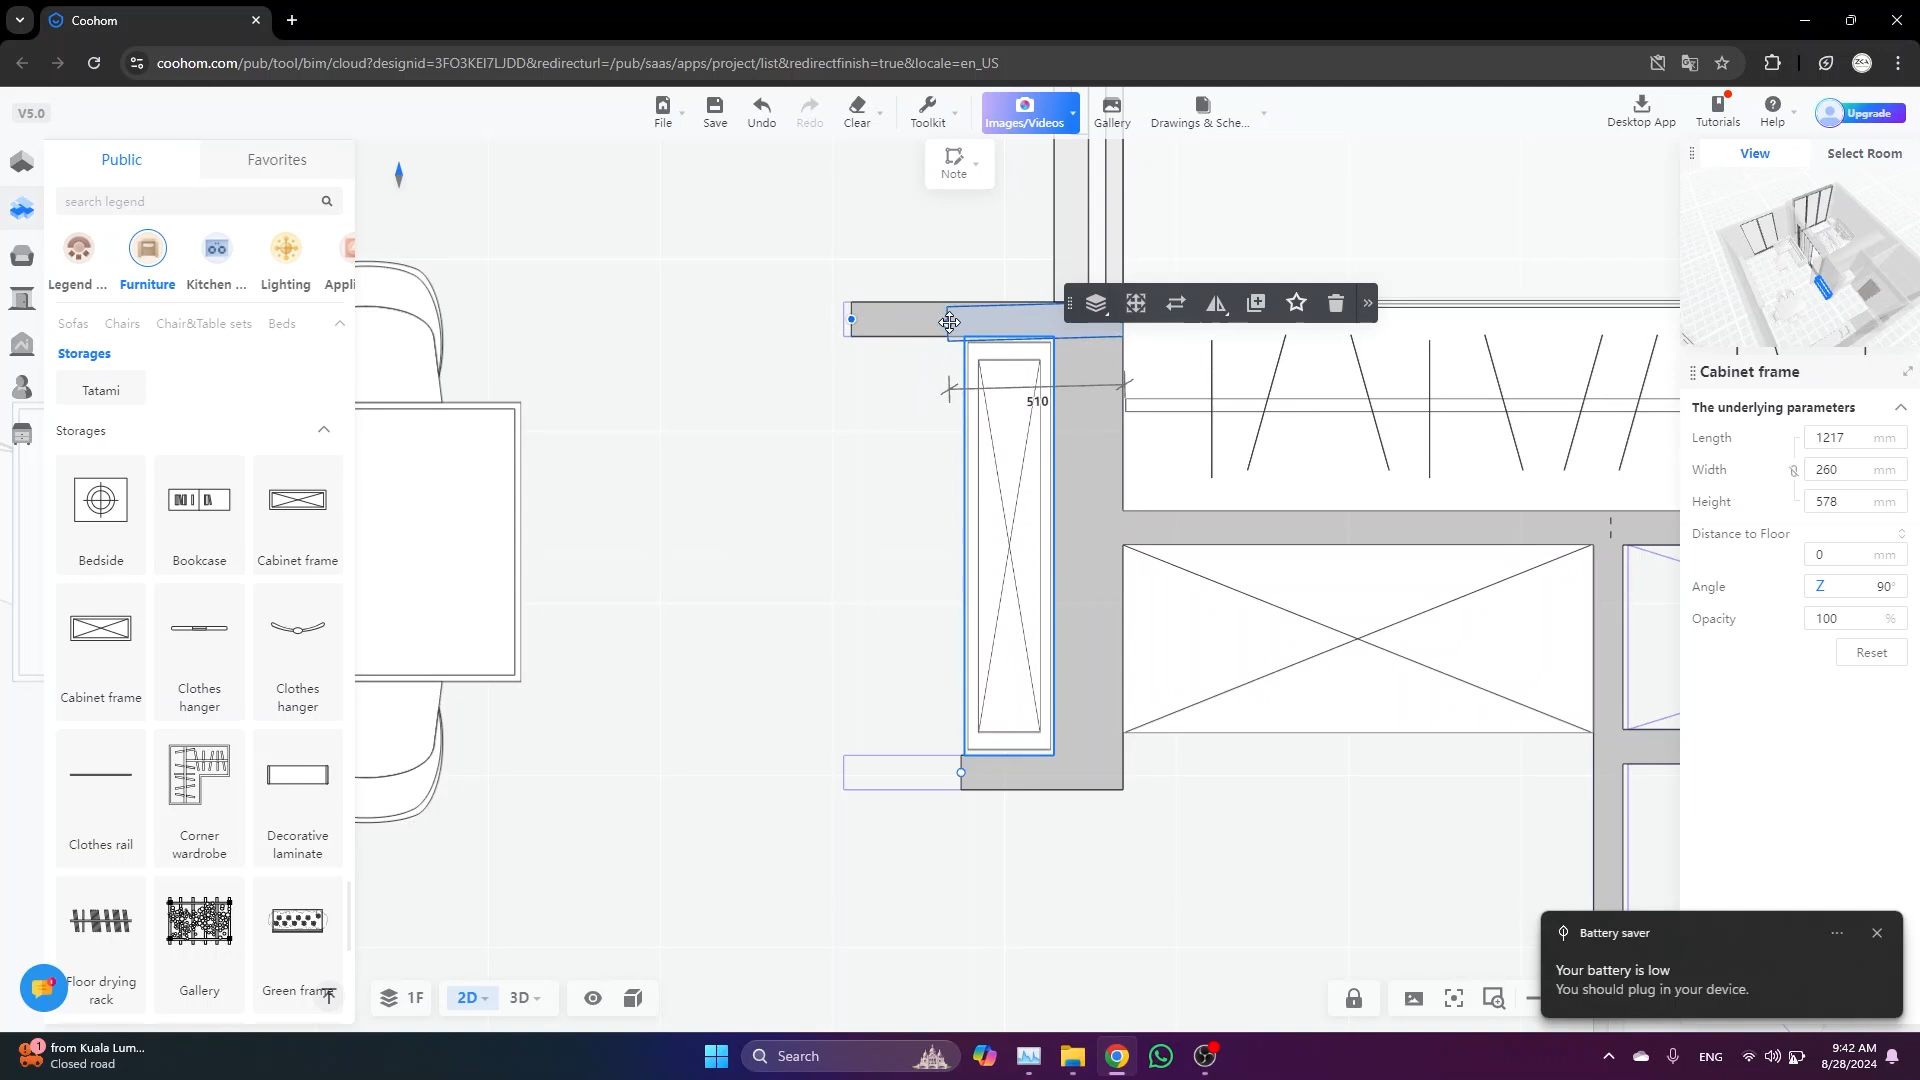 Coohom
coohom.com/pub/tool/bim/cloud?designid=3FO3KEI7LJDD&redirecturl=/pub/saas/apps/project/list&redirectfinish=true&locale=en_US
ZKA
V5.0
File
Save
Undo
Redo
Clear
Toolkit
Images/Videos
Gallery
Drawings & Sche...
Desktop App
Tutorials
Help
Upgrade
Public
Favorites
search legend
Note
View
Select Room
Legend ...
Furniture
Kitchen ...
Lighting
Appli
Sofas
Chairs
Chair&Table sets
Beds
Storages
Tatami
Storages
Bedside
Bookcase
Cabinet frame
Cabinet frame
Clothes
hanger
Clothes
hanger
Clothes rail
Corner
wardrobe
Decorative
laminate
Floor drying
rack
Gallery
Green frame
510
Cabinet frame
The underlying parameters
Length
1217 mm
Width
260 mm
Height
578 mm
Distance to Floor
0 mm
Angle
Z 90°
Opacity
100 %
Reset
1F
2D
3D
Battery saver
Your battery is low
You should plug in your device.
1
from Kuala Lum...
Closed road
Search
ENG
9:42 AM
8/28/2024